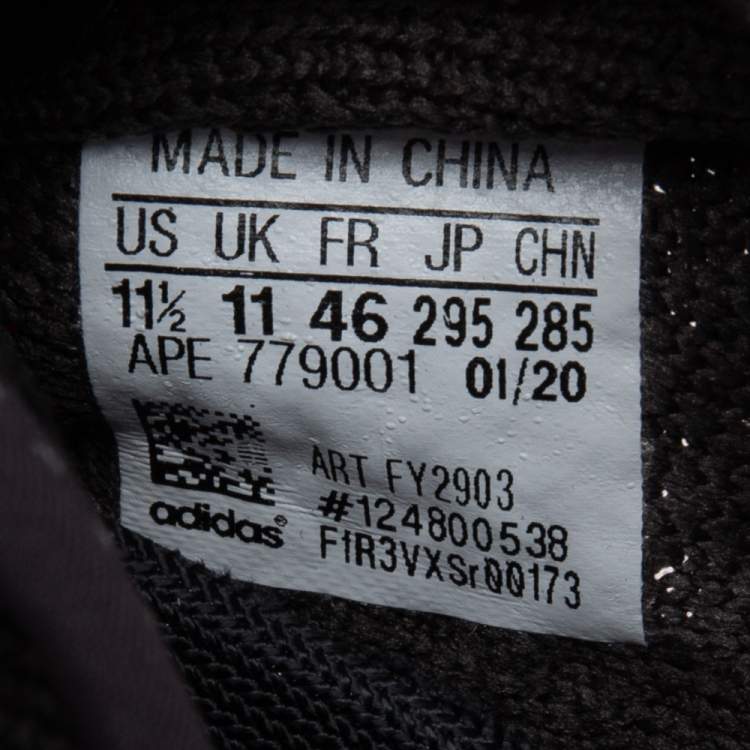 MADE IN CHINA
US UK FR JP CHN
11½ 11 46 295 285
APE 779001 01/20
ART FY2903
#124800538
adidas®
F1R3VXSr00173